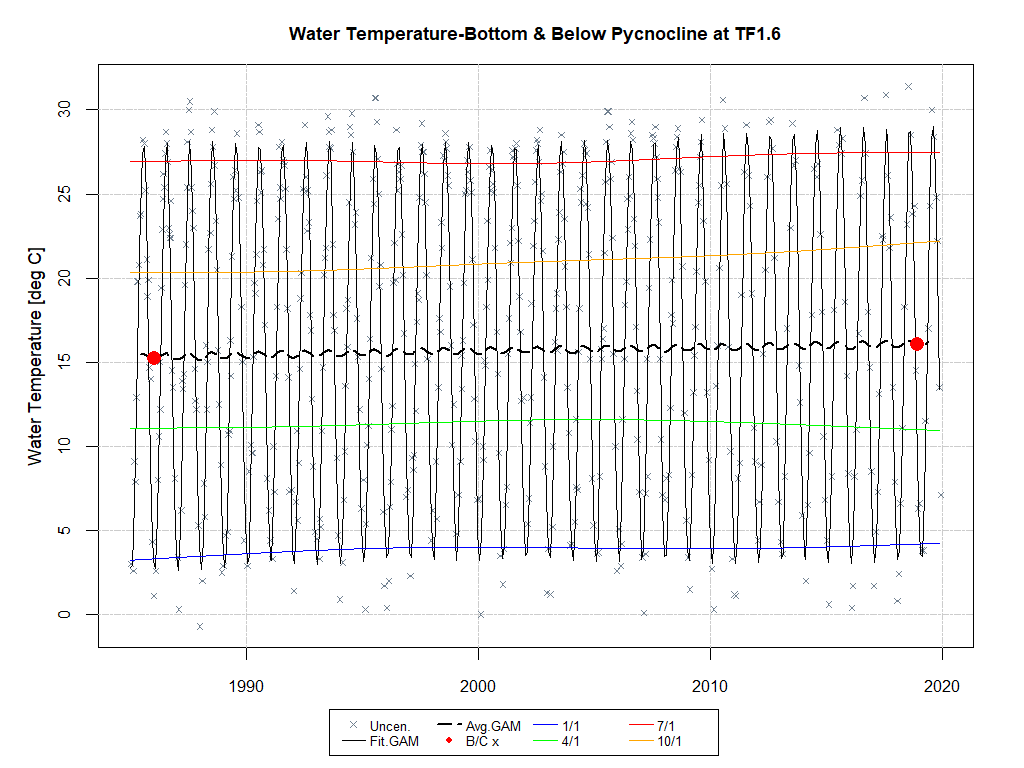 Water Temperature-Bottom & Below Pycnocline at TF1.6
Water Temperature [deg C]
30
25
20
15
10
5
0
1990 2000 2010 2020
Uncen. Avg.GAM 1/1 7/1
Fit.GAM B/C x 4/1 10/1